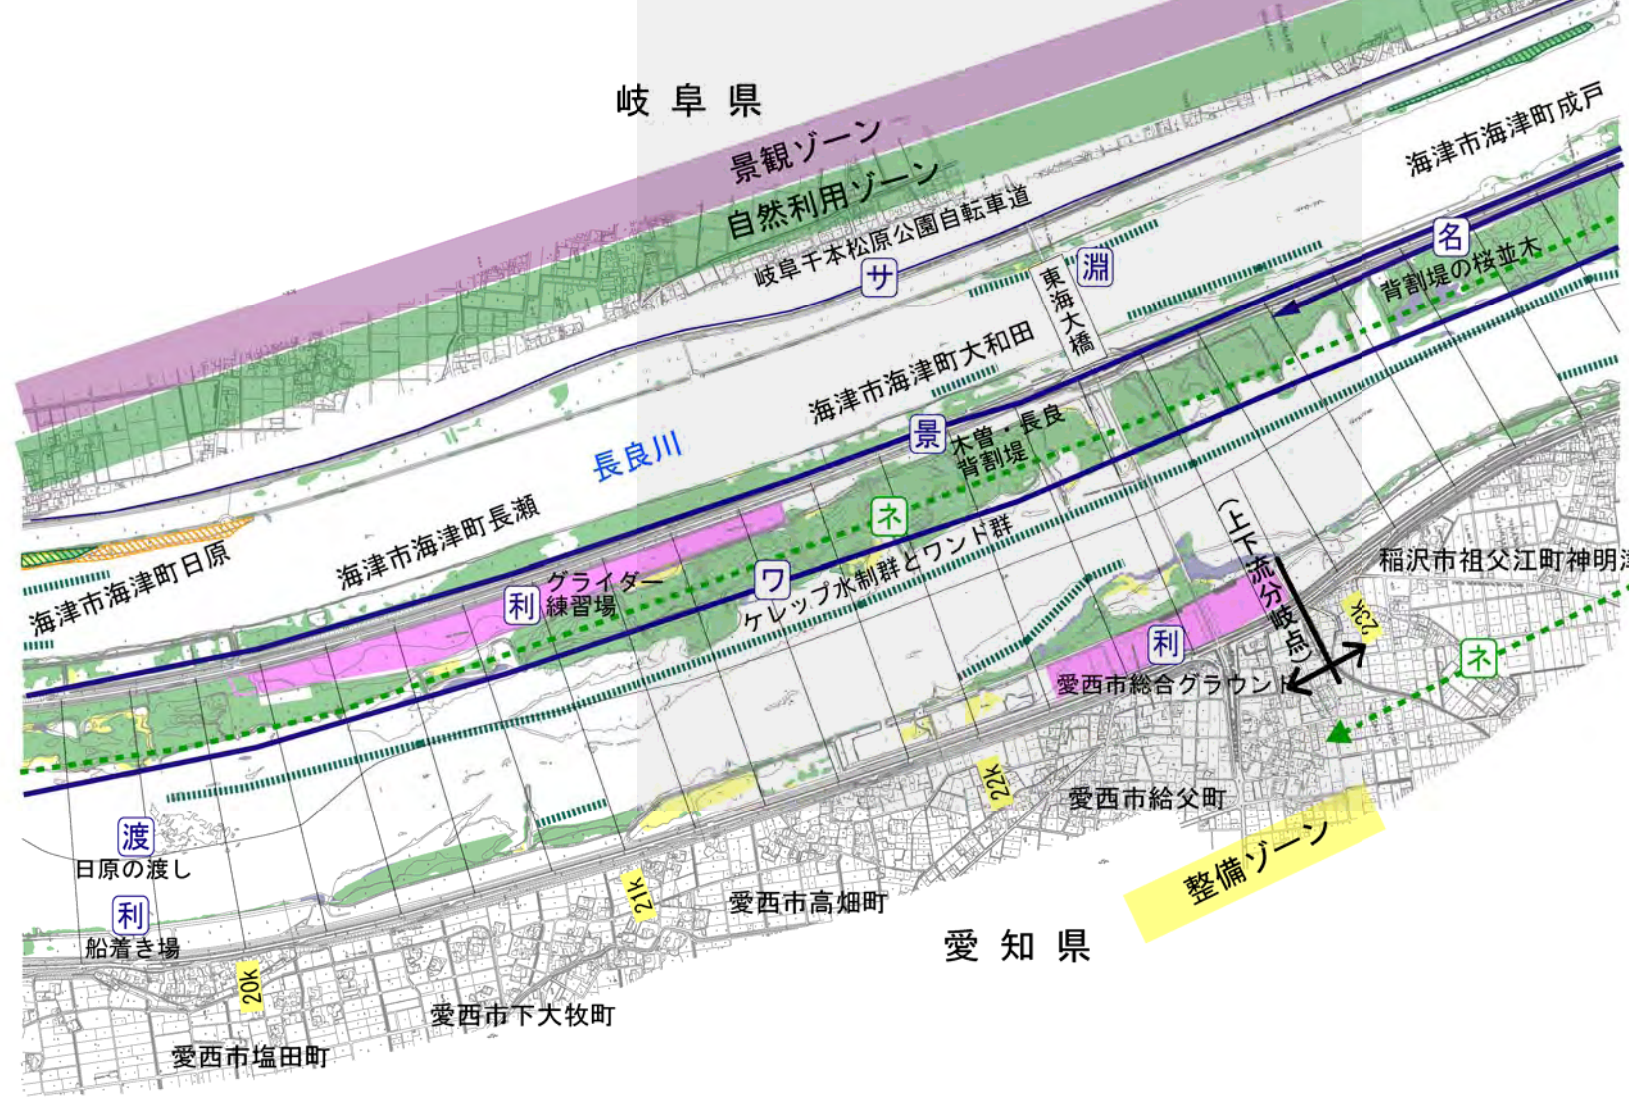 岐阜県
景観ゾーン
自然利用ゾーン
岐阜千本松原公園自転車道
サ
淵
東海大橋
海津市海津町成戸
名
背割堤の桜並木
海津市海津町大和田
長良川
景
木曽・長良
背割堤
海津市海津町長瀬
海津市海津町日原
ネ
ワ
ケレップ水制群とワンド群
利
グライダー
練習場
(上下流分岐点)
稲沢市祖父江町神明津
23k
ネ
利
愛西市総合グラウンド
22k
愛西市給父町
整備ゾーン
渡
日原の渡し
利
船着き場
21k
愛西市高畑町
愛知県
20k
愛西市下大牧町
愛西市塩田町